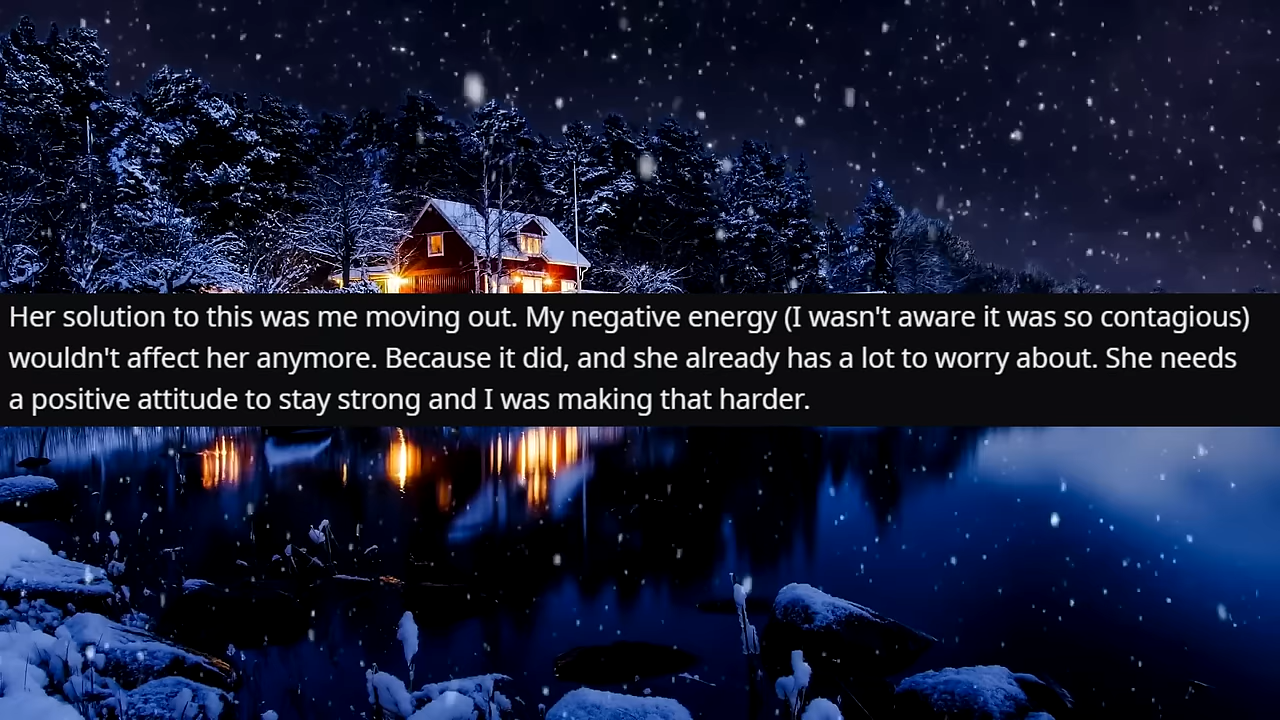 Her solution to this was me moving out. My negative energy (I wasn't aware it was so contagious)
wouldn't affect her anymore. Because it did, and she already has a lot to worry about. She needs
a positive attitude to stay strong and I was making that harder.